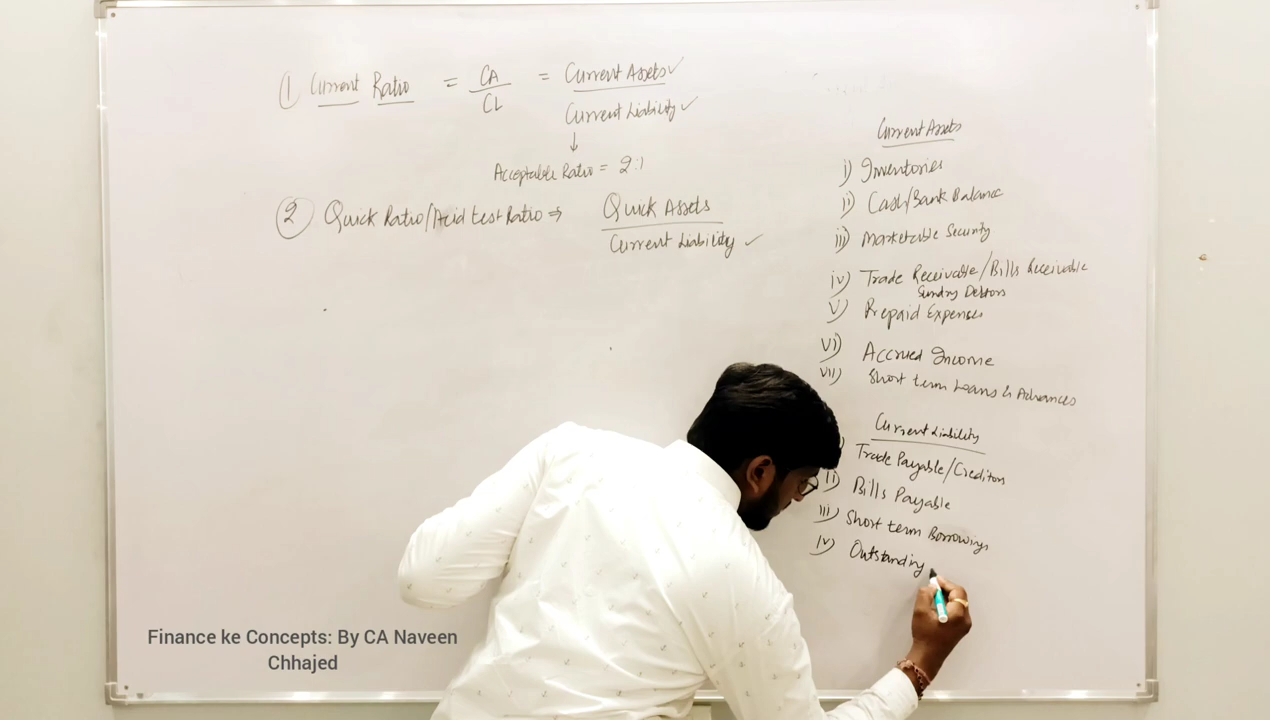 1) Current Ratio = CA/CL = Current Assets ✓
Current Liability ✓
↓
Acceptable Ratio = 2:1
2 Quick Ratio/Acid test Ratio ⇒ Quick Assets
Current Liability ✓
Current Assets
i) Inventories
ii) Cash/Bank Balance
iii) Marketable Security
iv) Trade Receivable/Bills Receivable
Sundry Debtors
v) Prepaid Expenses
vi) Accrued Income
vii) Short term Loans & Advances
Current Liability
) Trade Payable/Creditors
ii) Bills Payable
iii) Short term Borrowings
iv) Outstanding
Finance ke Concepts: By CA Naveen
Chhajed